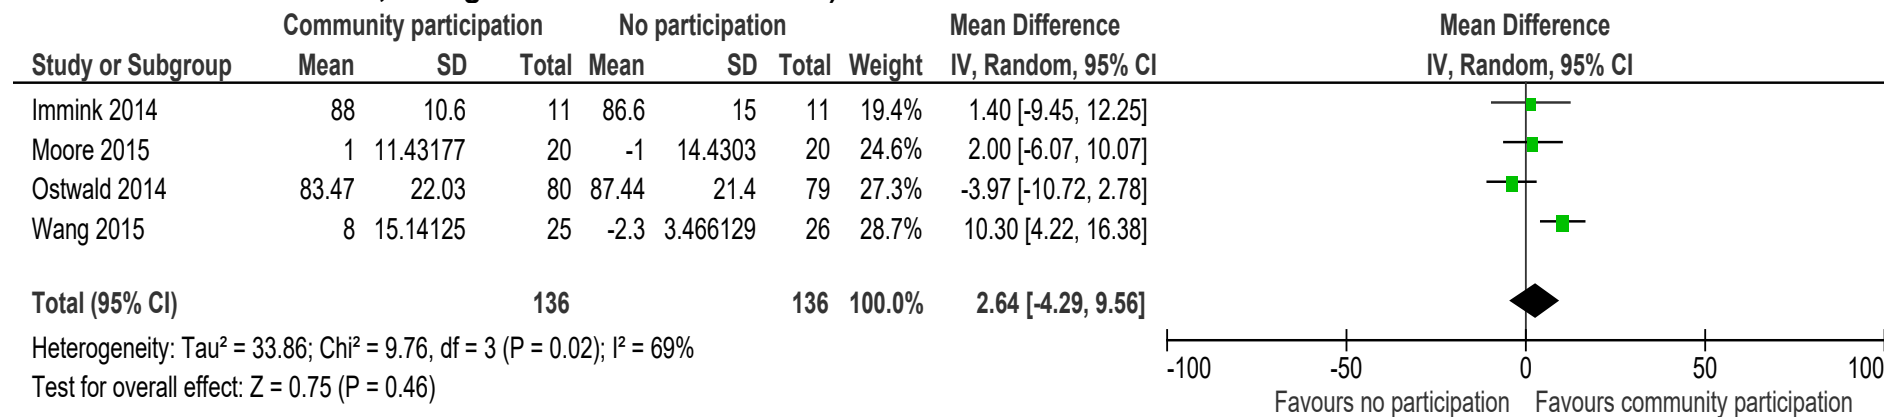 Community participation No participation Mean Difference Mean Difference
Study or Subgroup Mean SD Total Mean SD Total Weight IV, Random, 95% CI IV, Random, 95% CI
Immink 2014 88 10.6 11 86.6 15 11 19.4% 1.40 [-9.45, 12.25]
Moore 2015 1 11.43177 20 -1 14.4303 20 24.6% 2.00 [-6.07, 10.07]
Ostwald 2014 83.47 22.03 80 87.44 21.4 79 27.3% -3.97 [-10.72, 2.78]
Wang 2015 8 15.14125 25 -2.3 3.466129 26 28.7% 10.30 [4.22, 16.38]
Total (95% CI) 136 136 100.0% 2.64 [-4.29, 9.56]
Heterogeneity: Tau² = 33.86; Chi² = 9.76, df = 3 (P = 0.02); I² = 69%
Test for overall effect: Z = 0.75 (P = 0.46)
-100 -50 0 50 100
Favours no participation Favours community participation